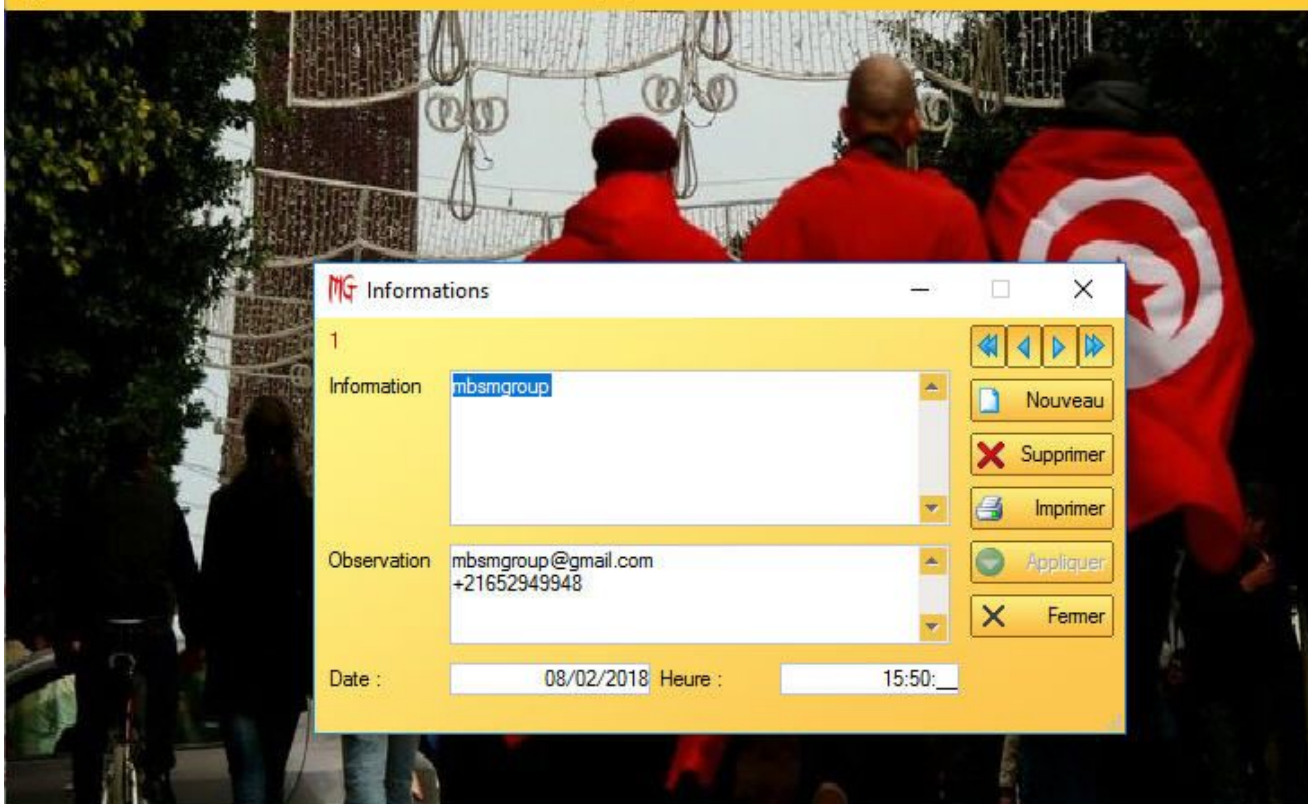 MG Informations
1
Information
mbsmgroup
Nouveau
Supprimer
Imprimer
Observation
mbsmgroup@gmail.com
+21652949948
Appliquer
Fermer
Date :
08/02/2018
Heure :
15:50:__